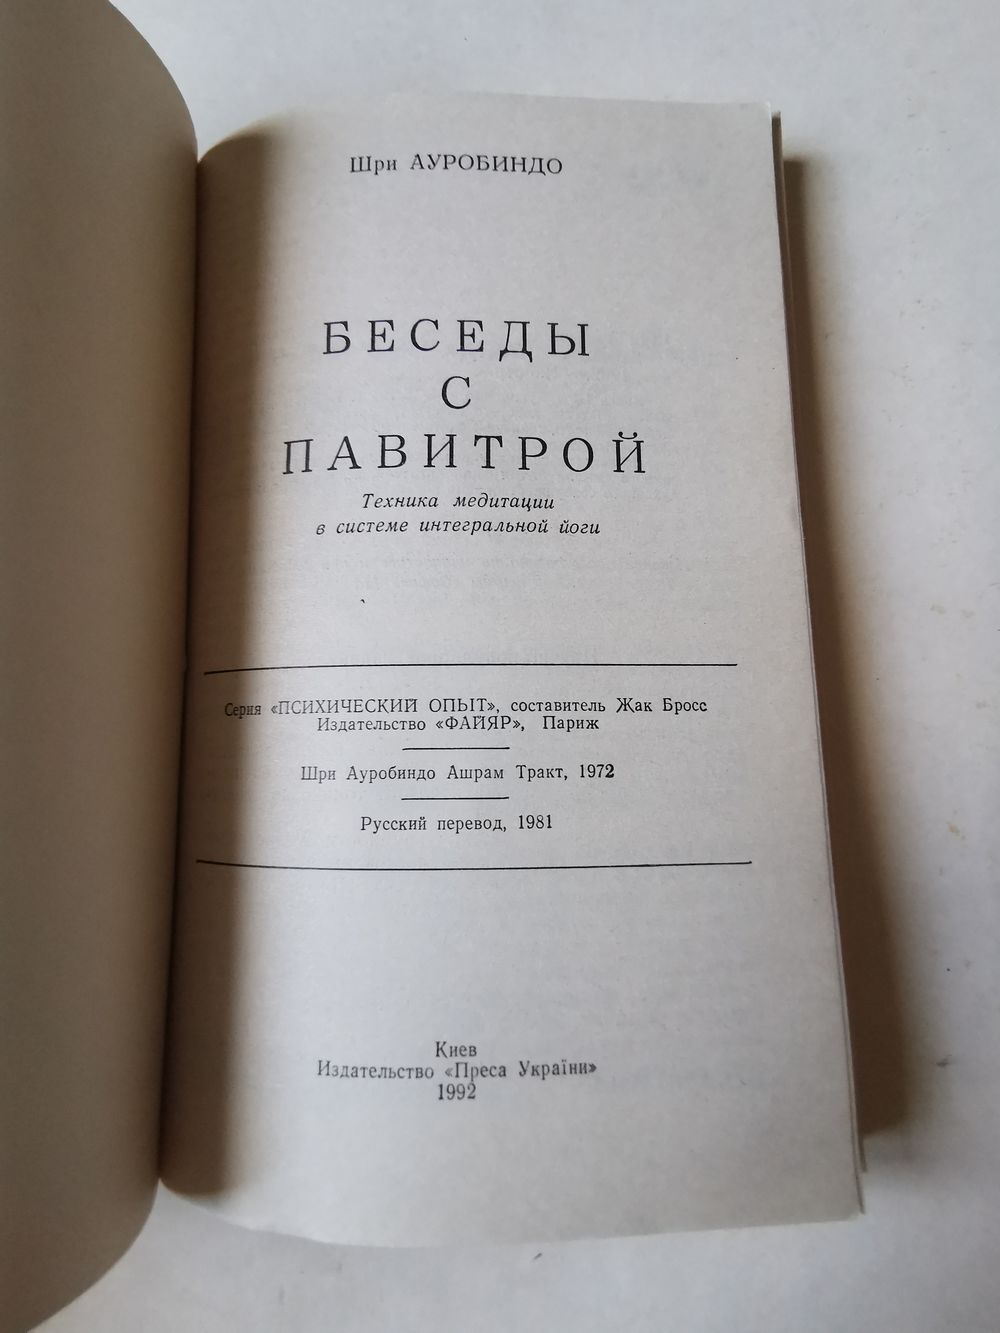 Шри АУРОБИНДО
БЕСЕДЫ
С
ПАВИТРОЙ
Техника медитации
в системе интегральной йоги
Серия «ПСИХИЧЕСКИЙ ОПЫТ», составитель Жак Бросс
Издательство «ФАЙЯР», Париж
Шри Ауробиндо Ашрам Тракт, 1972
Русский перевод, 1981
Киев
Издательство «Преса України»
1992